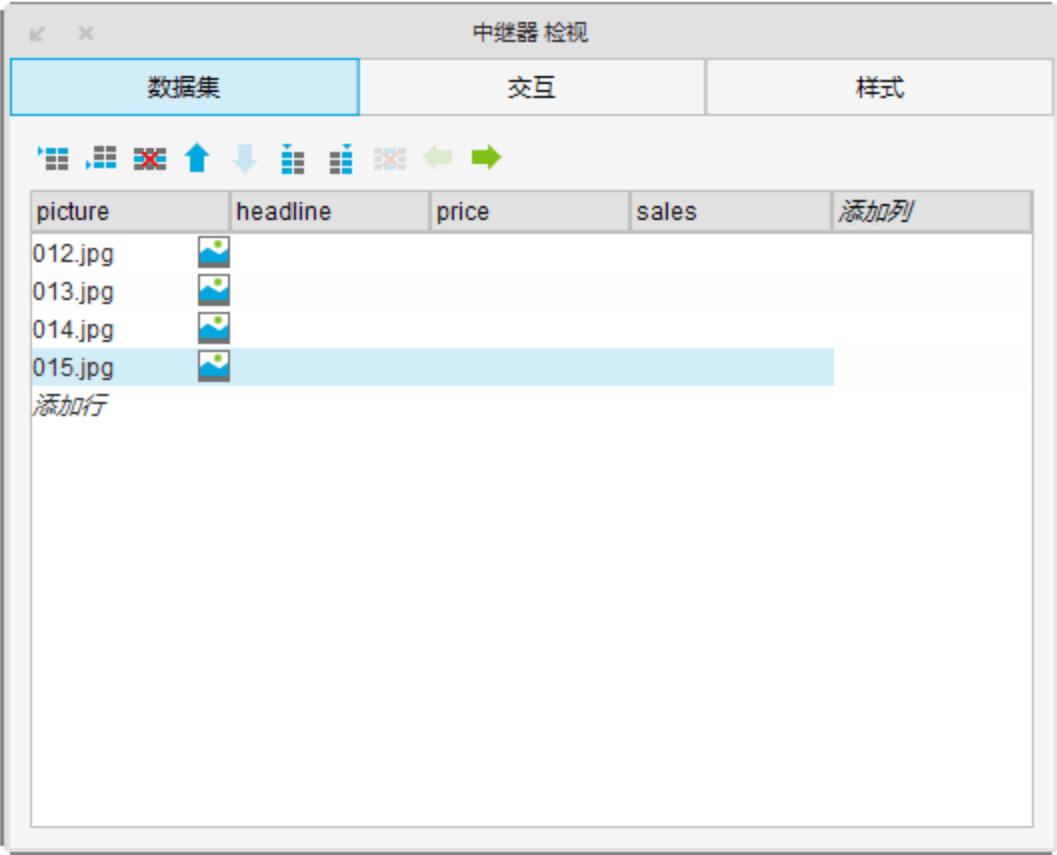 中继器 检视
数据集 交互 样式
picture headline price sales 添加列
012.jpg
013.jpg
014.jpg
015.jpg
添加行